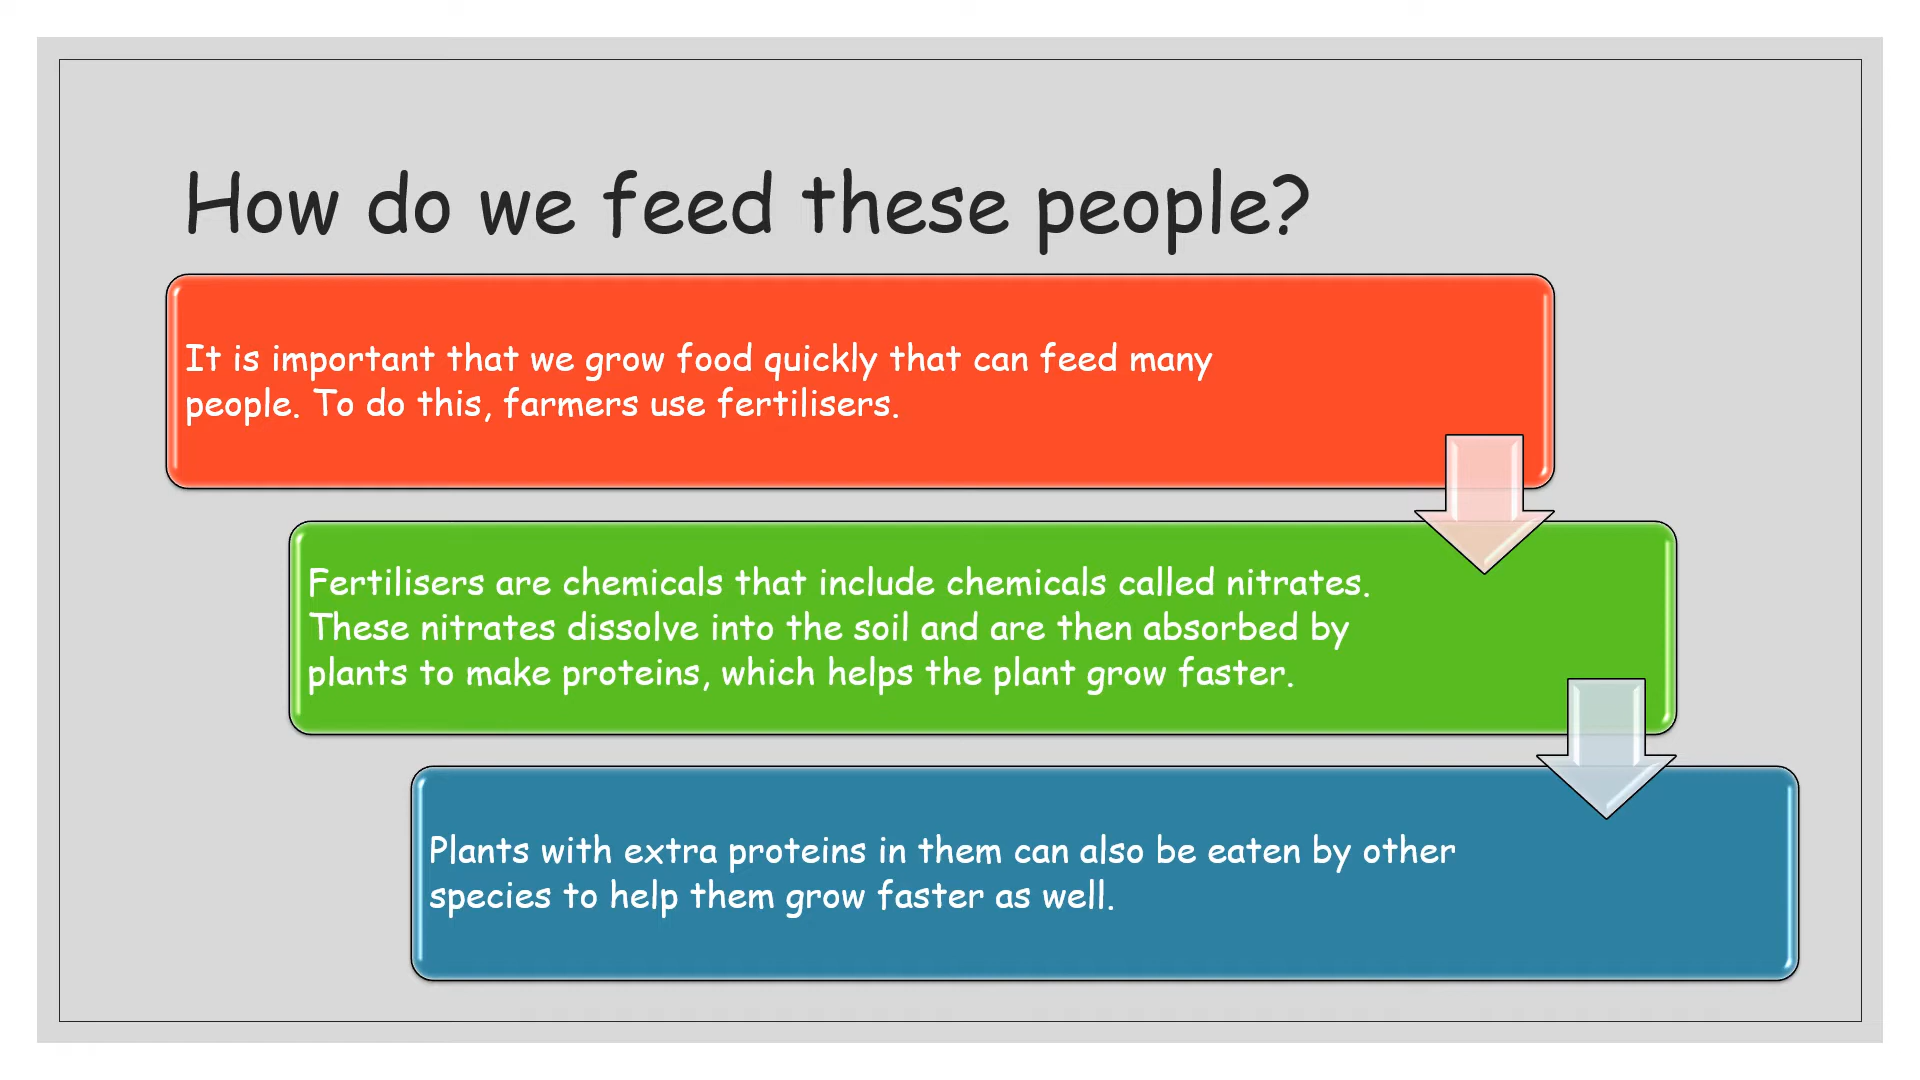 How do we feed these people?
It is important that we grow food quickly that can feed many
people. To do this, farmers use fertilisers.
Fertilisers are chemicals that include chemicals called nitrates.
These nitrates dissolve into the soil and are then absorbed by
plants to make proteins, which helps the plant grow faster.
Plants with extra proteins in them can also be eaten by other
species to help them grow faster as well.